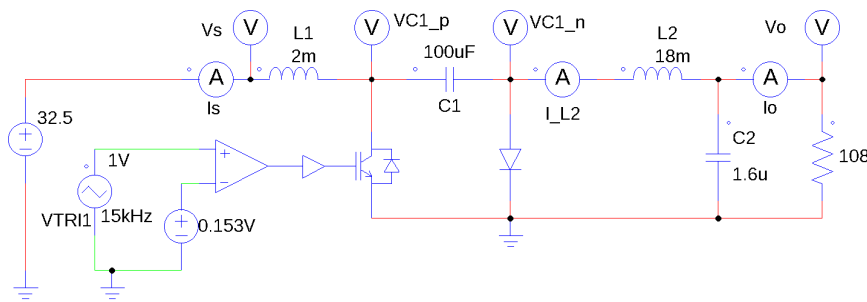 Vs
VC1_p
VC1_n
Vo
V
V
V
V
L1
2m
100uF
L2
18m
A
A
A
Is
C1
I_L2
Io
32.5
1V
C2
108
1.6u
VTRI1
15kHz
0.153V